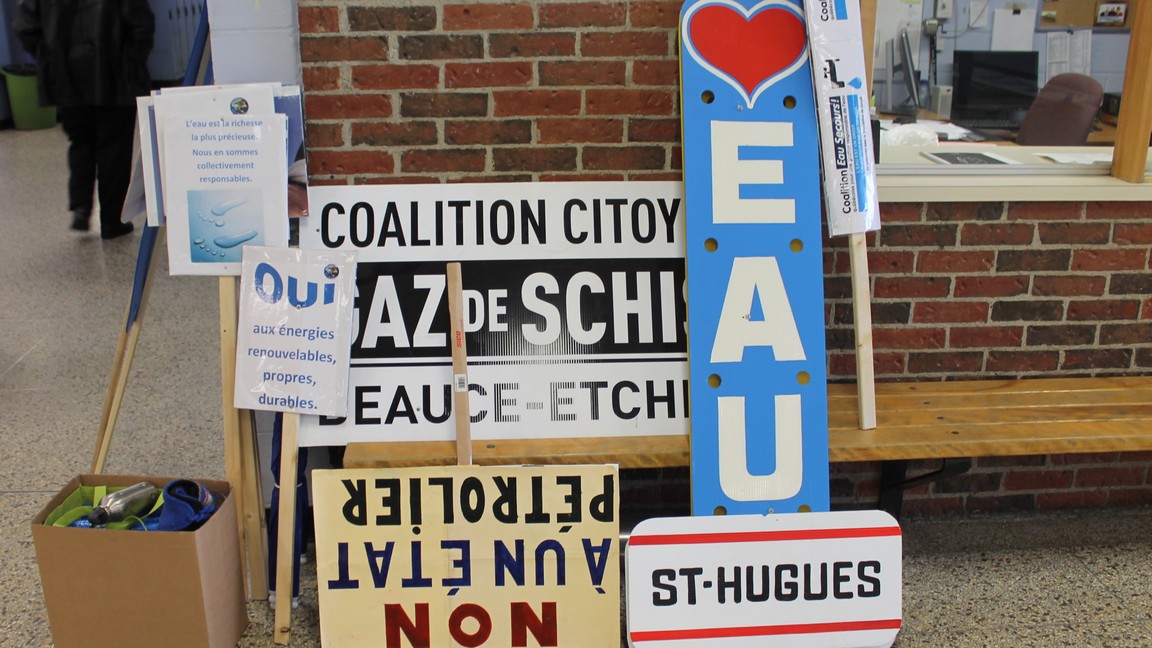 L'eau est la richesse
la plus précieuse.
Nous en sommes
collectivement
responsables.
Oui
aux énergies
renouvelables,
propres,
durables.
COALITION CITOY
GAZ DE SCHIS
BEAUCE-ETCHE
NON
À UN ÉTAT
PÉTROLIER
EAU
Coalition Eau Secours!
ST-HUGUES